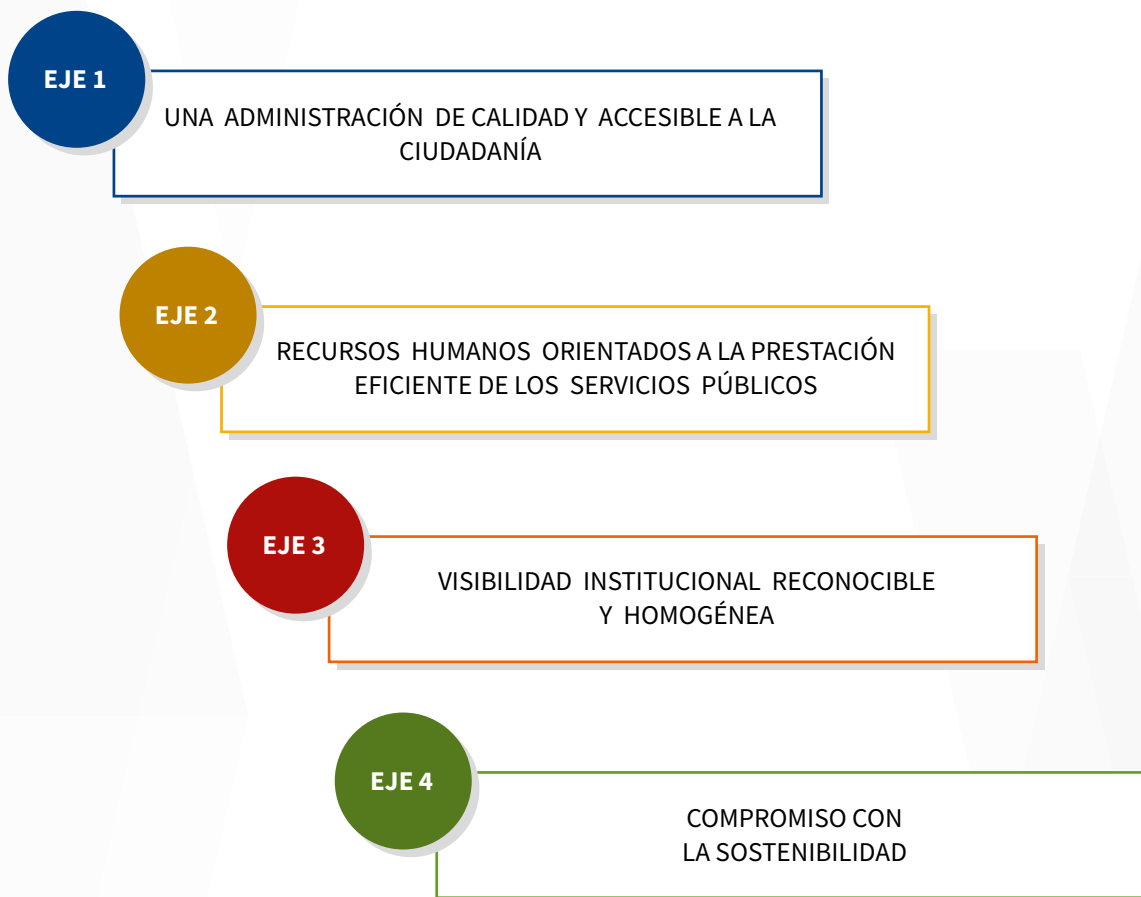 EJE 1
UNA ADMINISTRACIÓN DE CALIDAD Y ACCESIBLE A LA
CIUDADANÍA
EJE 2
RECURSOS HUMANOS ORIENTADOS A LA PRESTACIÓN
EFICIENTE DE LOS SERVICIOS PÚBLICOS
EJE 3
VISIBILIDAD INSTITUCIONAL RECONOCIBLE
Y HOMOGÉNEA
EJE 4
COMPROMISO CON
LA SOSTENIBILIDAD